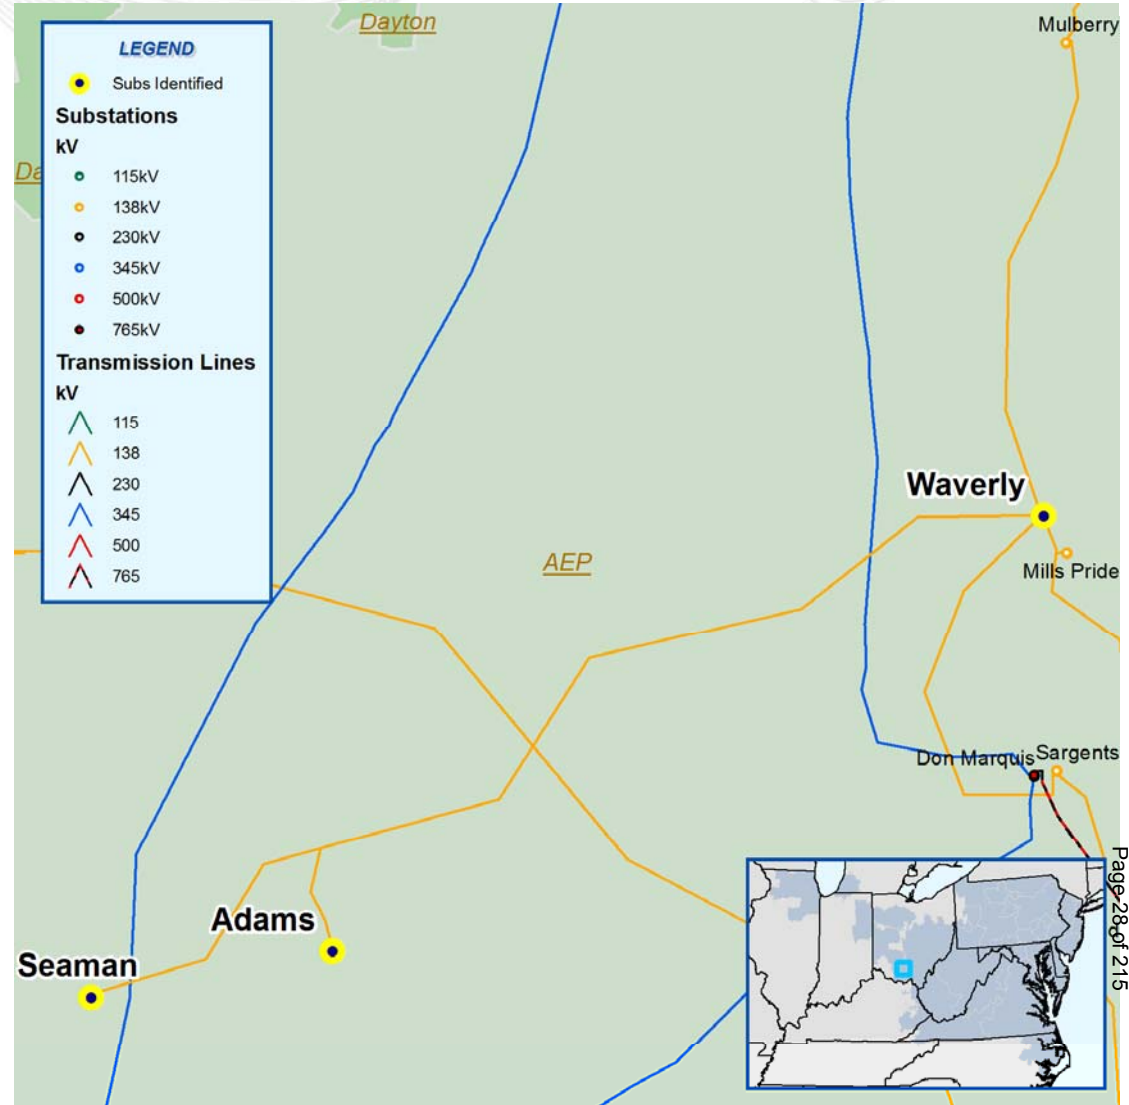 Dayton
Mulberry
LEGEND
Subs Identified
Substations
kV
115kV
138kV
230kV
345kV
500kV
765kV
Transmission Lines
kV
115
138
230
345
500
765
Da
Waverly
AEP
Mills Pride
Don Marquis
Sargents
Adams
Seaman
Page 28 of 215